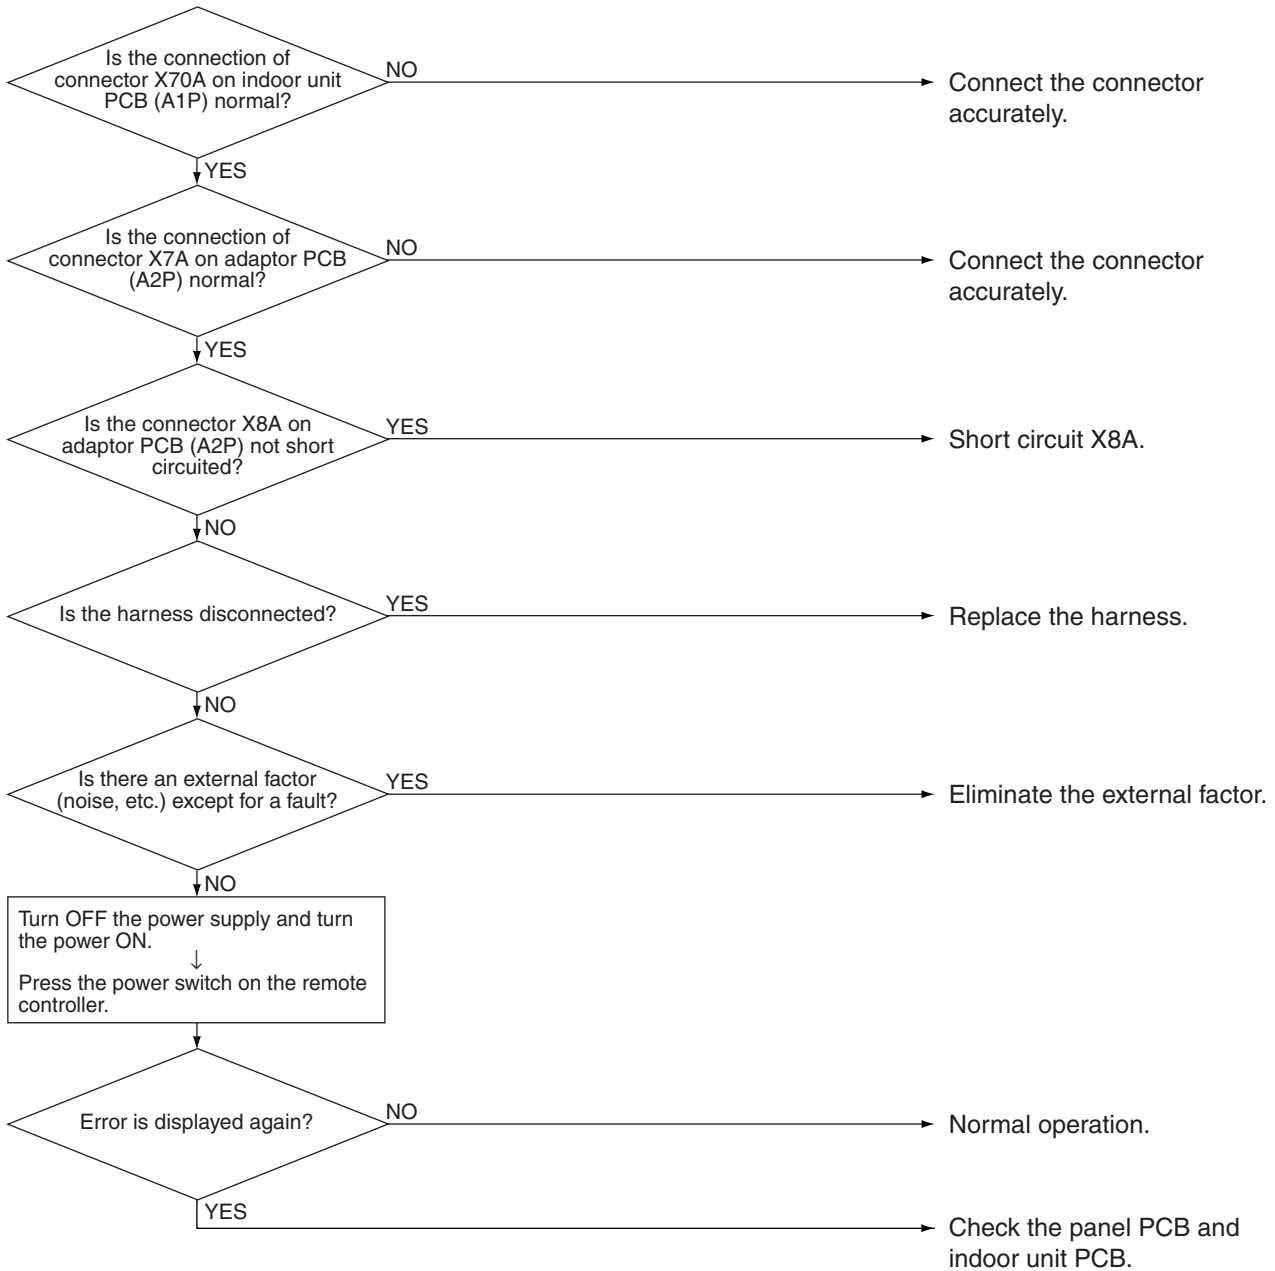 Is the connection of
connector X70A on indoor unit
PCB (A1P) normal?
NO
Connect the connector
accurately.
YES
Is the connection of
connector X7A on adaptor PCB
(A2P) normal?
NO
Connect the connector
accurately.
YES
Is the connector X8A on
adaptor PCB (A2P) not short
circuited?
YES
Short circuit X8A.
NO
Is the harness disconnected?
YES
Replace the harness.
NO
Is there an external factor
(noise, etc.) except for a fault?
YES
Eliminate the external factor.
NO
Turn OFF the power supply and turn
the power ON.
↓
Press the power switch on the remote
controller.
Error is displayed again?
NO
Normal operation.
YES
Check the panel PCB and
indoor unit PCB.